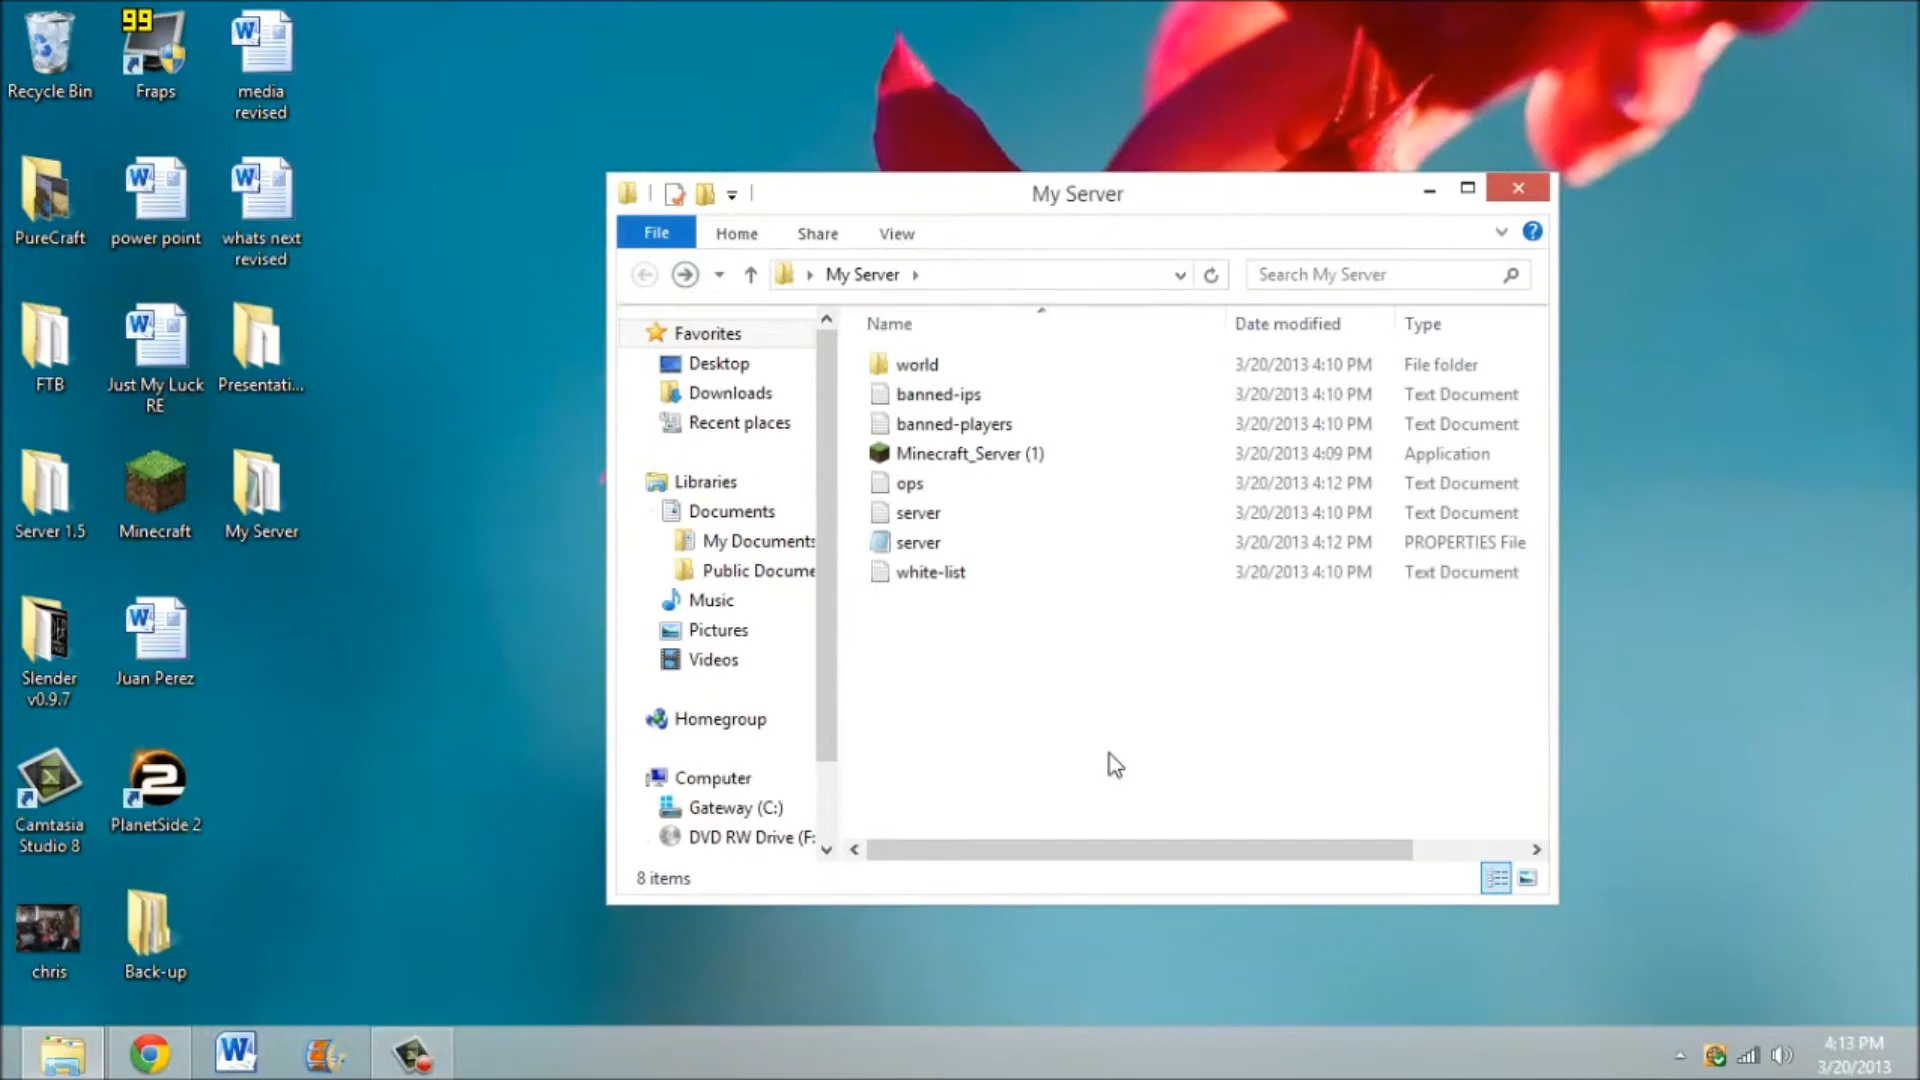 99
Recycle Bin
Fraps
media
revised
PureCraft
power point
whats next
revised
FTB
Just My Luck
RE
Presentati...
Server 1.5
Minecraft
My Server
Slender
v0.9.7
Juan Perez
Camtasia
Studio 8
PlanetSide 2
chris
Back-up
My Server
File Home Share View
My Server
Search My Server
Favorites
Desktop
Downloads
Recent places
Libraries
Documents
My Documents
Public Docume
Music
Pictures
Videos
Homegroup
Computer
Gateway (C:)
DVD RW Drive (F:
Name Date modified Type
world 3/20/2013 4:10 PM File folder
banned-ips 3/20/2013 4:10 PM Text Document
banned-players 3/20/2013 4:10 PM Text Document
Minecraft_Server (1) 3/20/2013 4:09 PM Application
ops 3/20/2013 4:12 PM Text Document
server 3/20/2013 4:10 PM Text Document
server 3/20/2013 4:12 PM PROPERTIES File
white-list 3/20/2013 4:10 PM Text Document
8 items
4:13 PM
3/20/2013